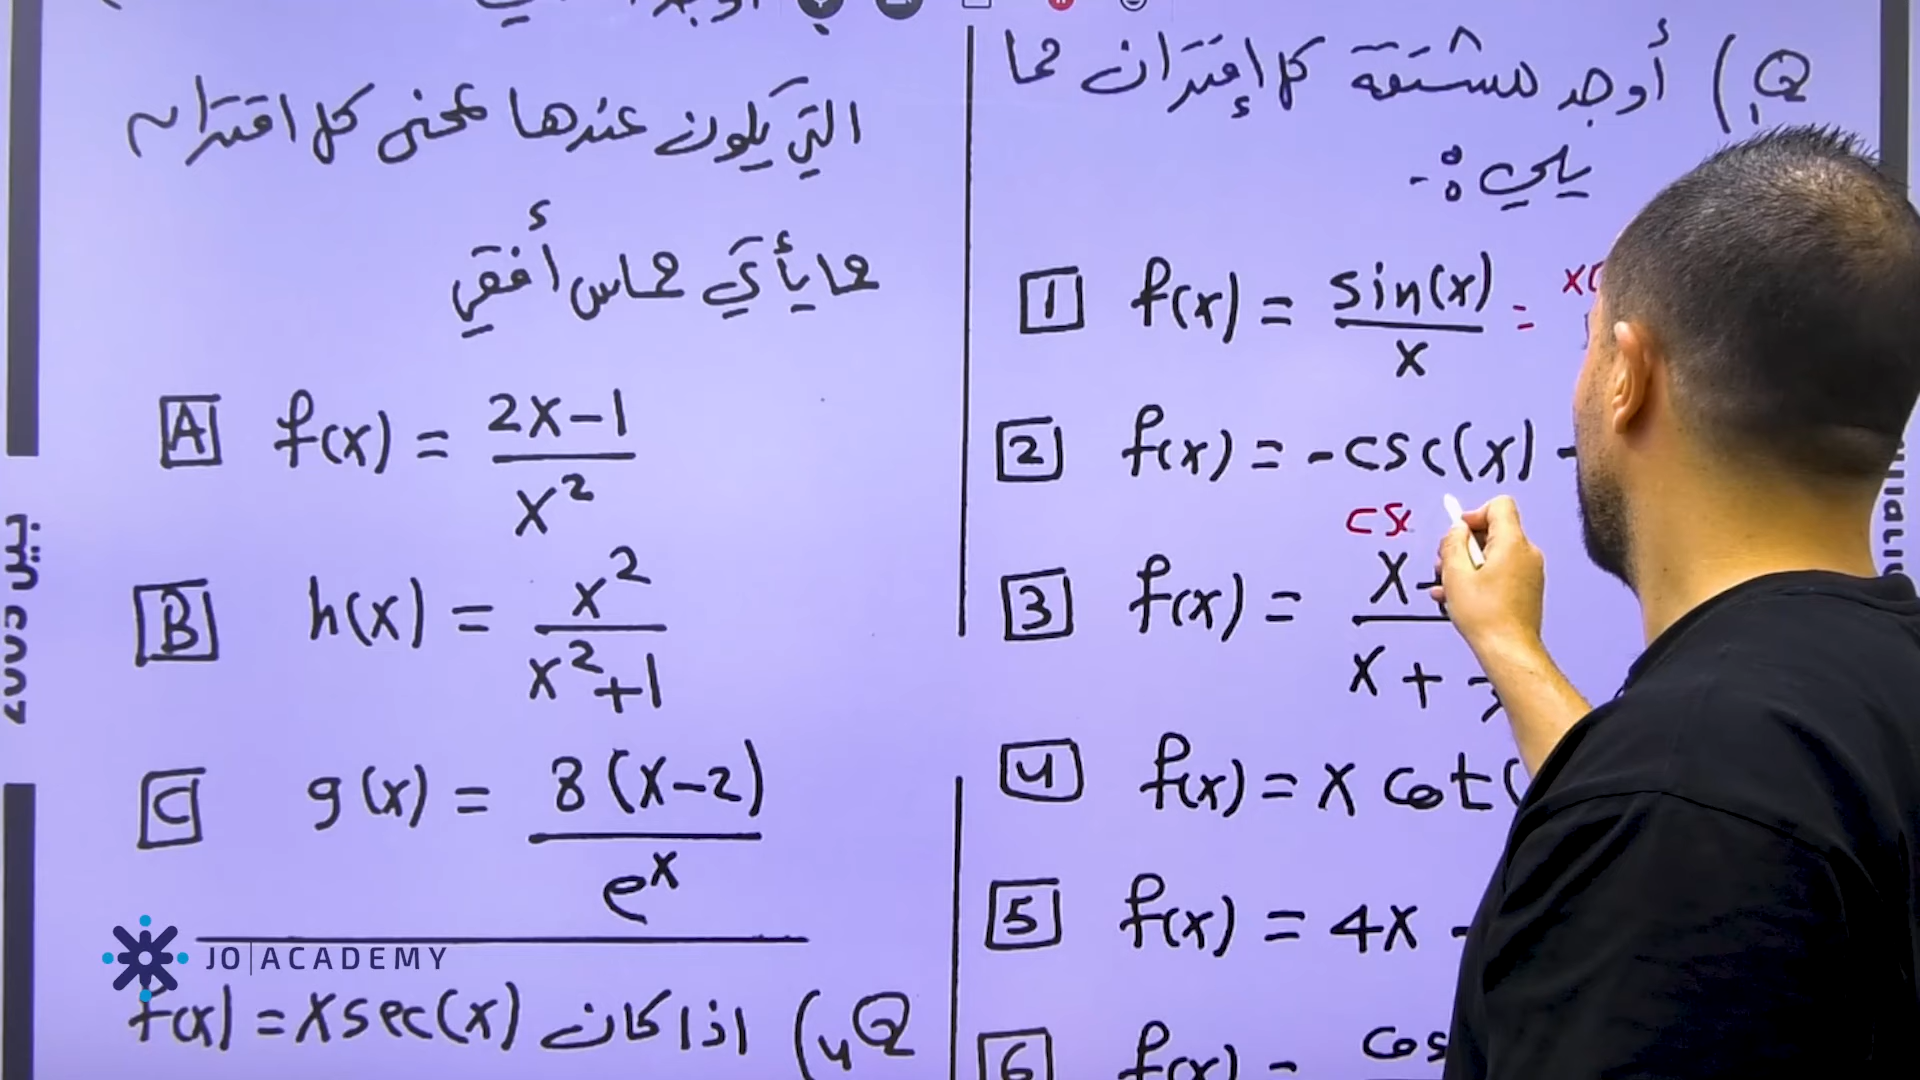 Q1) أوجد مشتقة كل إقتران مما
يلي :-
1 f(x) = sin(x) / x =
2 f(x) = -csc(x) -
csc
3 f(x) = x- / x +
4 f(x) = x cot(
5 f(x) = 4x -
6 f(x) = cos
التي يكون عندها لمنحنى كل اقتران
مما يأتي مماس أفقي
A f(x) = 2x-1 / x²
B h(x) = x² / x²+1
C g(x) = 8(x-2) / eˣ
JO ACADEMY
Q4) اذا كان f(x) = x sec(x)